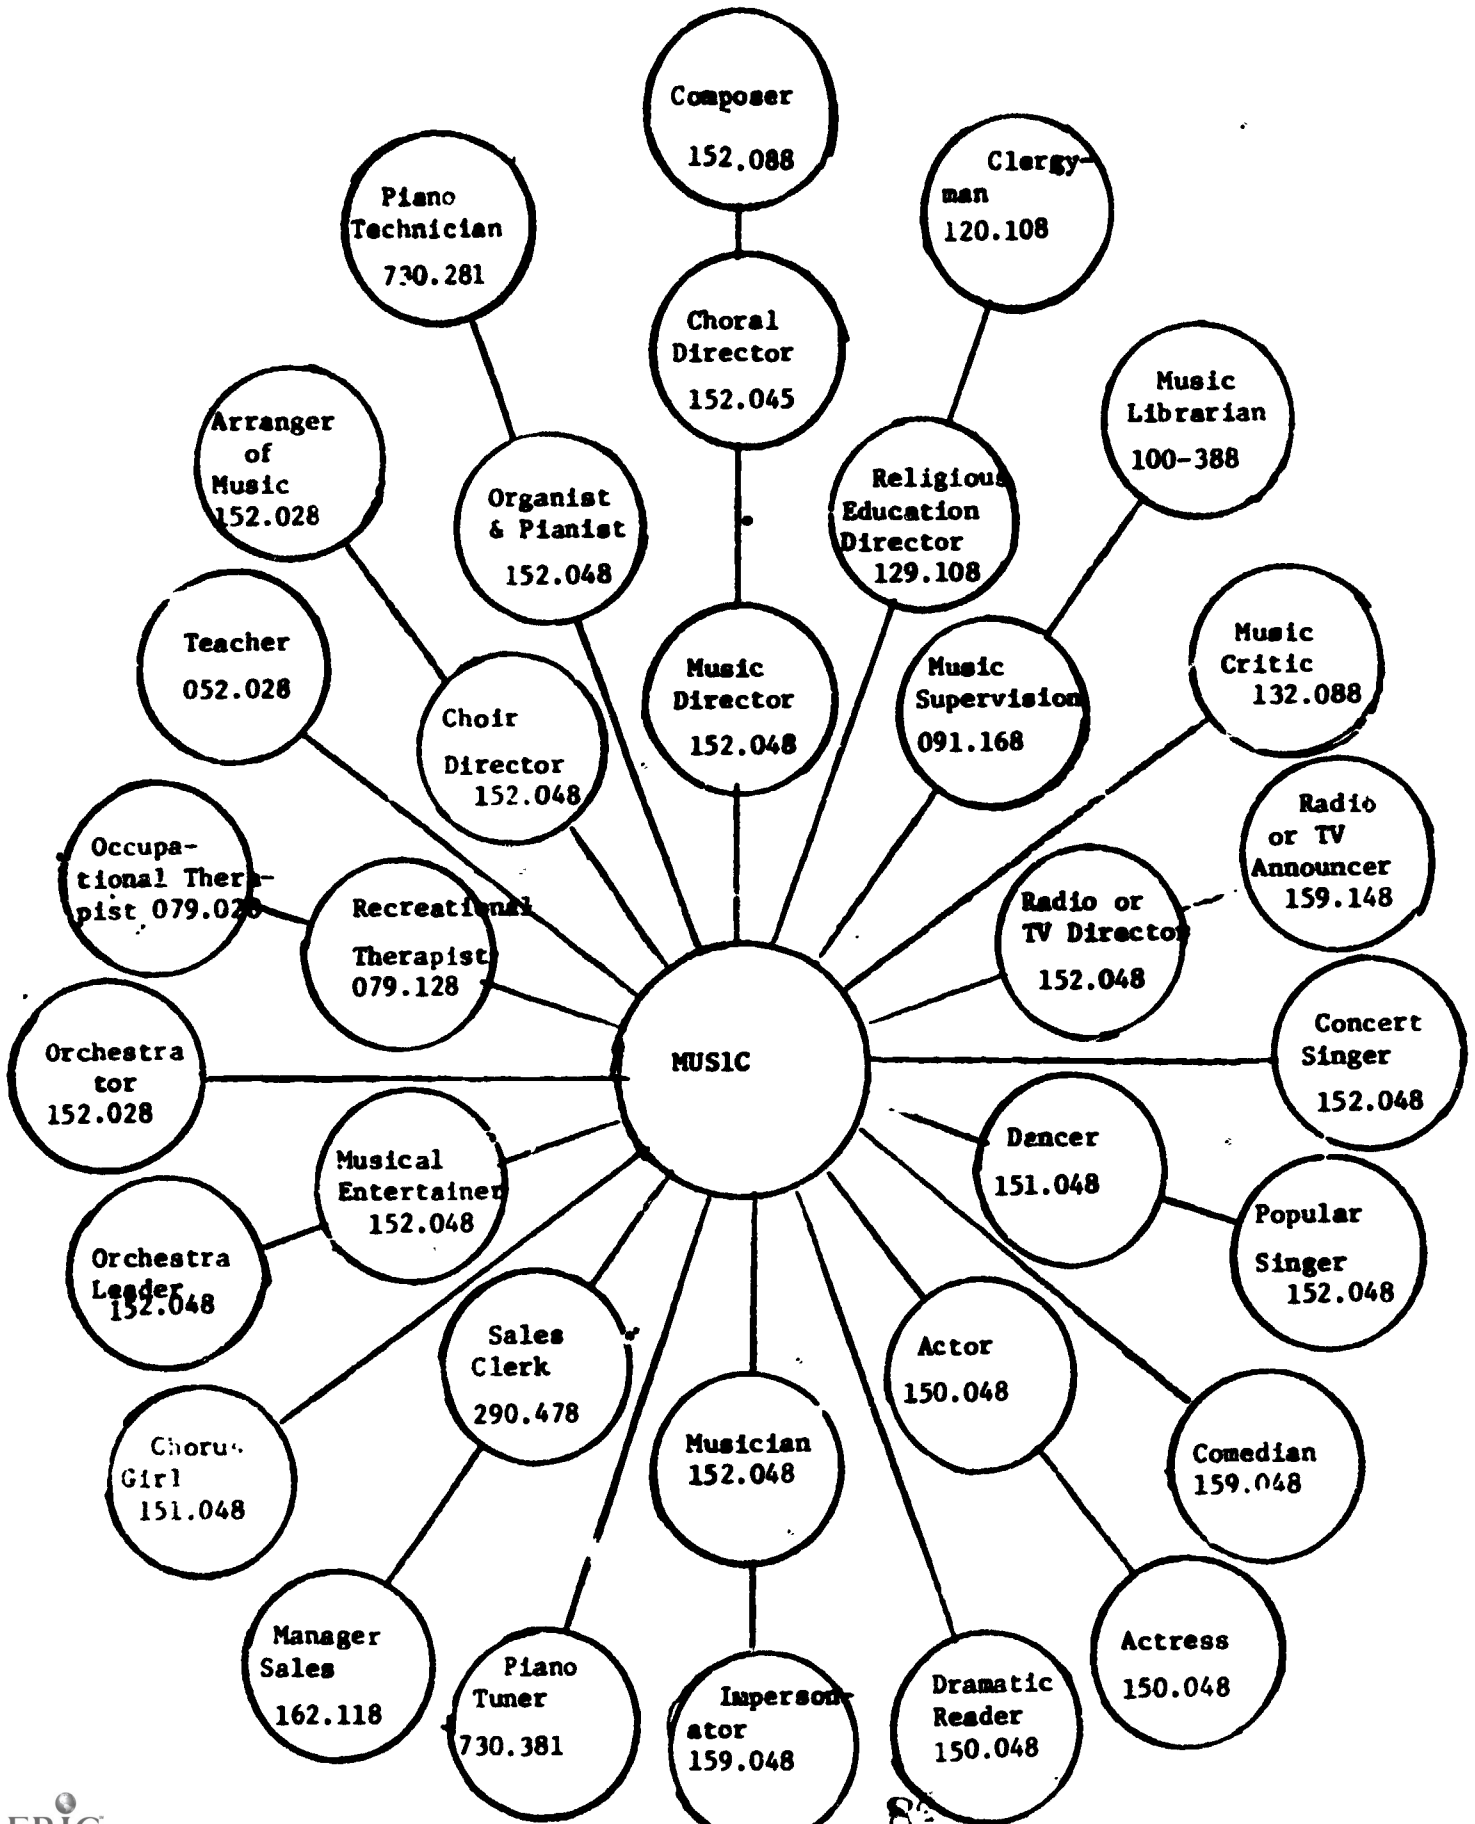 Composer
152.088
Clergy-
man
120.108
Piano
Technician
730.281
Choral
Director
152.045
Music
Librarian
100-388
Arranger
of
Music
152.028
Organist
& Pianist
152.048
Religious
Education
Director
129.108
Teacher
052.028
Choir
Director
152.048
Music
Director
152.048
Music
Supervision
091.168
Music
Critic
132.088
Occupa-
tional Thera-
pist
Recreational
Therapist
079.128
Radio or
TV Director
152.048
Radio
or TV
Announcer
159.148
Orchestra
tor
152.028
MUSIC
Concert
Singer
152.048
Musical
Entertainer
152.048
Dancer
151.048
Popular
Singer
152.048
Orchestra
Leader
152.048
Sales
Clerk
290.478
Actor
150.048
Chorus
Girl
151.048
Musician
152.048
Comedian
159.048
Manager
Sales
162.118
Piano
Tuner
730.381
Imperson-
ator
159.048
Dramatic
Reader
150.048
Actress
150.048
ERIC